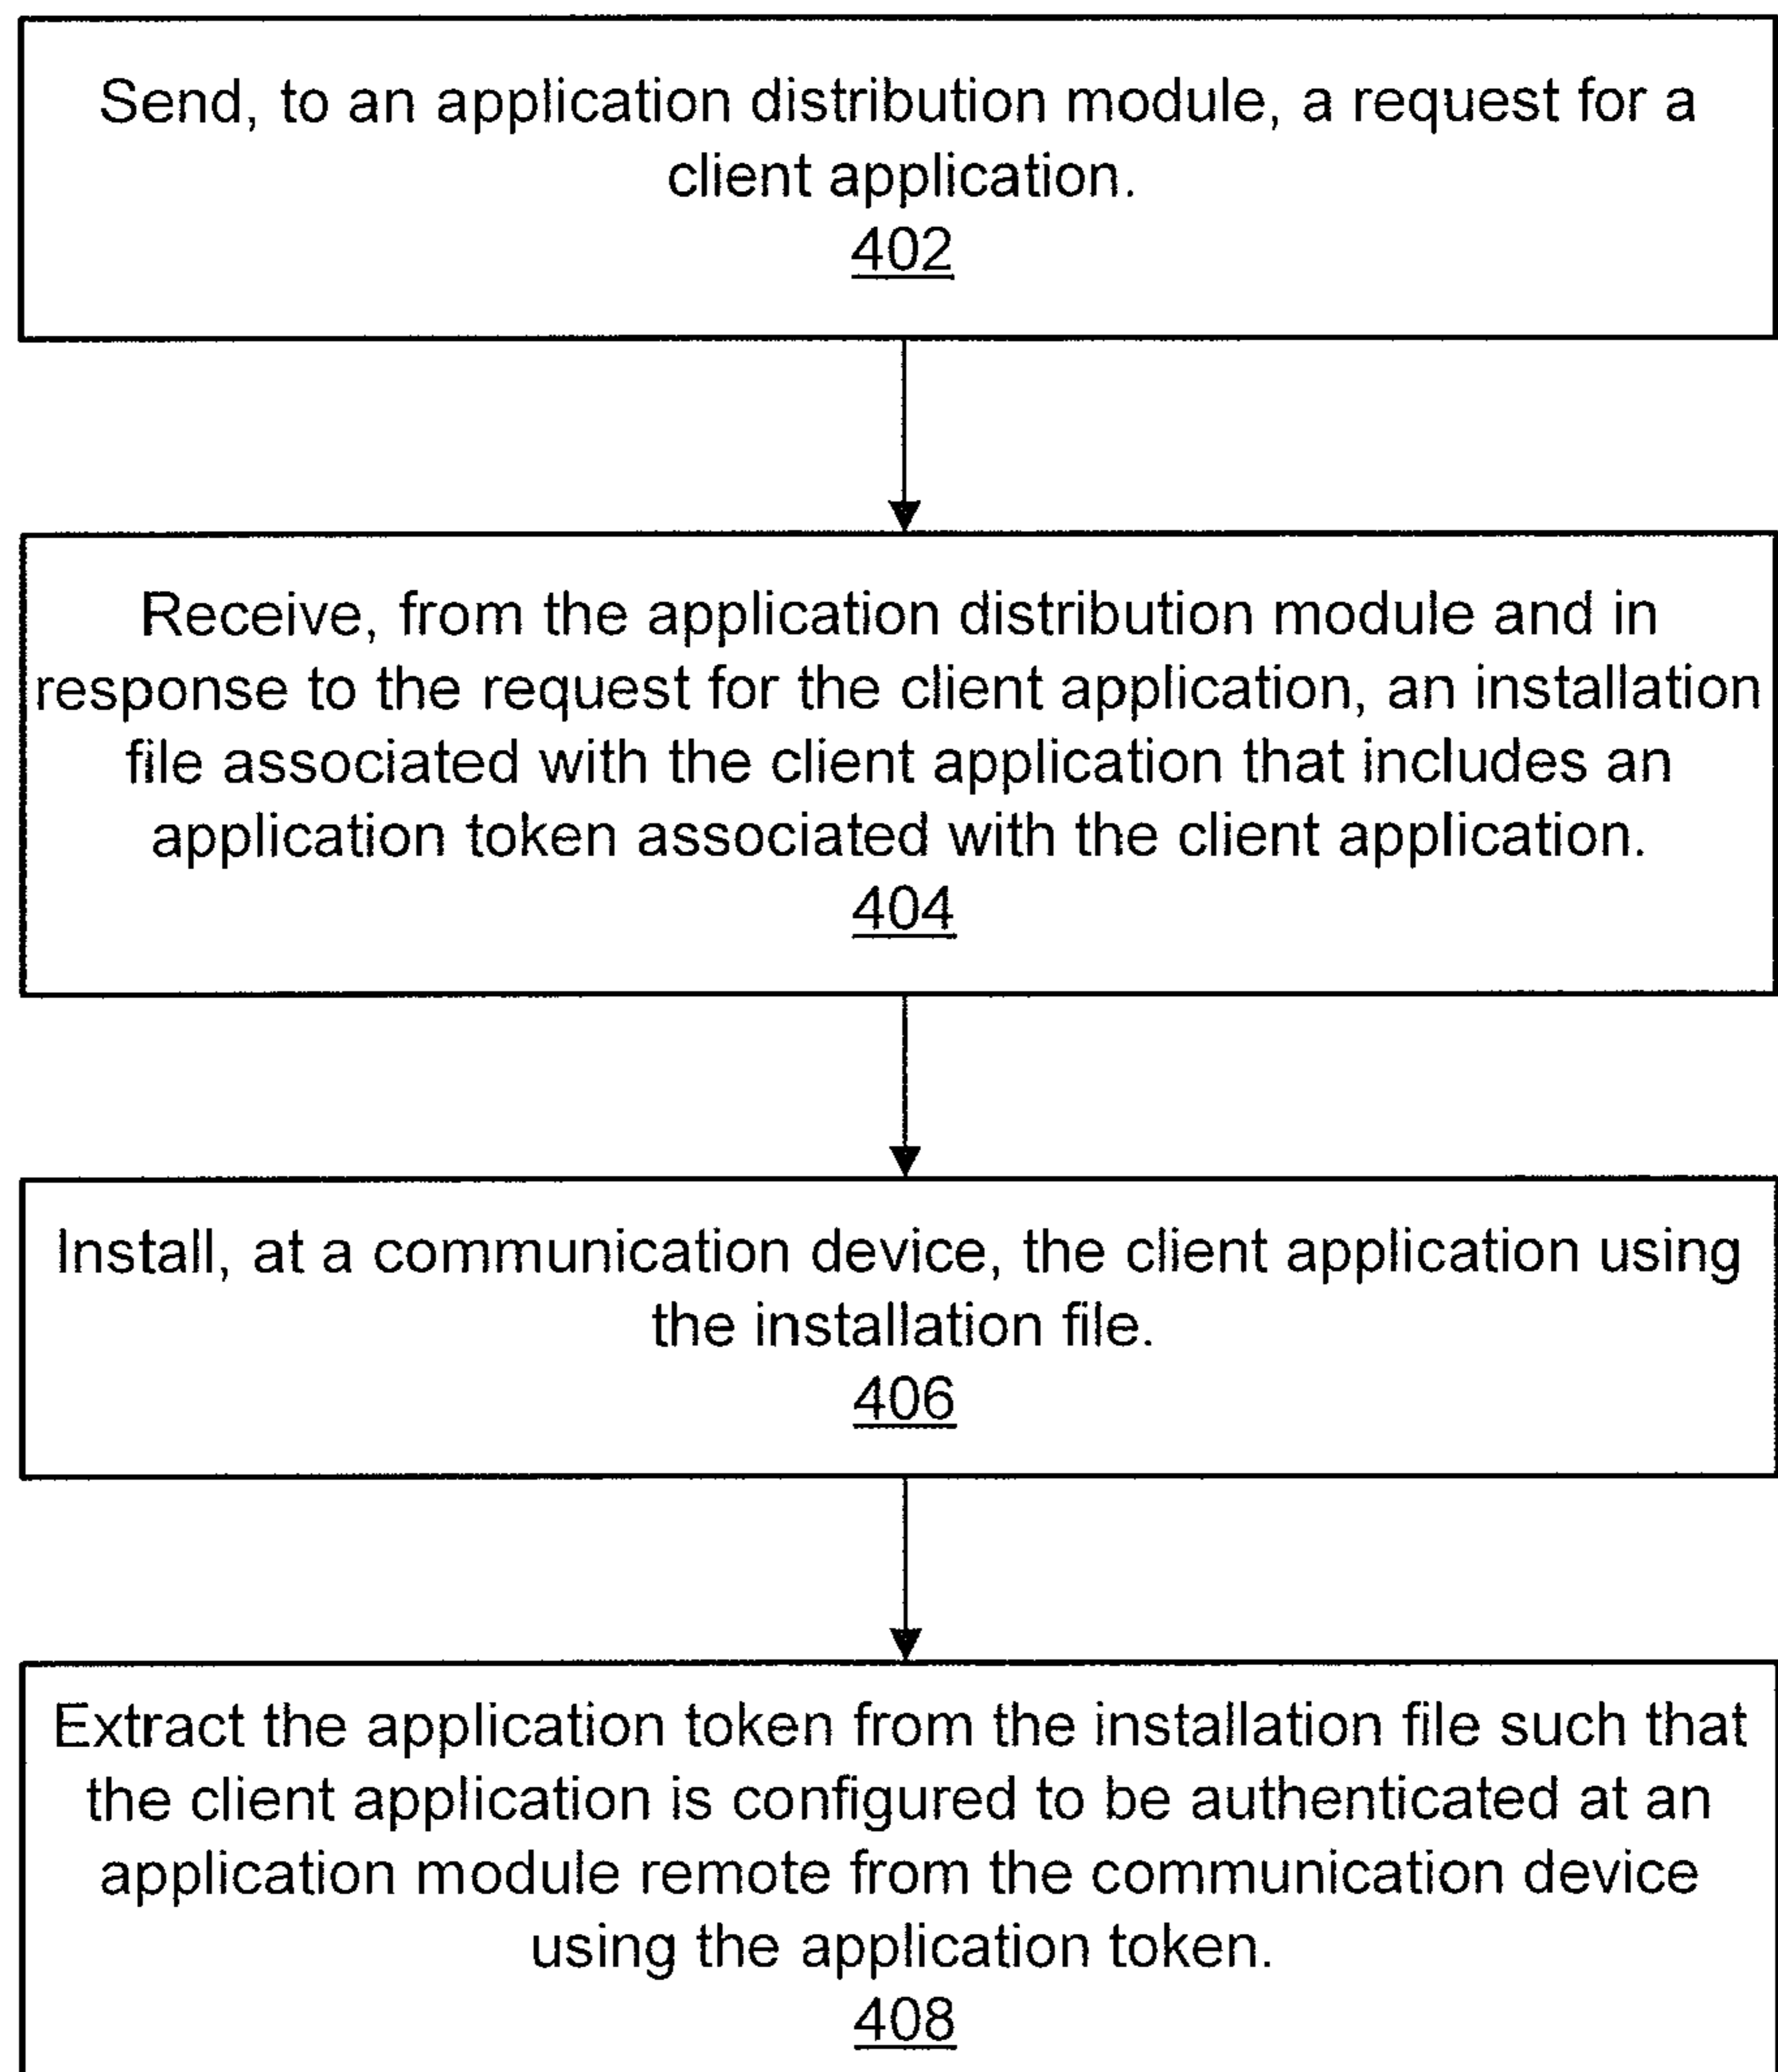 Send, to an application distribution module, a request for a
client application.
402
Receive, from the application distribution module and in
response to the request for the client application, an installation
file associated with the client application that includes an
application token associated with the client application.
404
Install, at a communication device, the client application using
the installation file.
406
Extract the application token from the installation file such that
the client application is configured to be authenticated at an
application module remote from the communication device
using the application token.
408